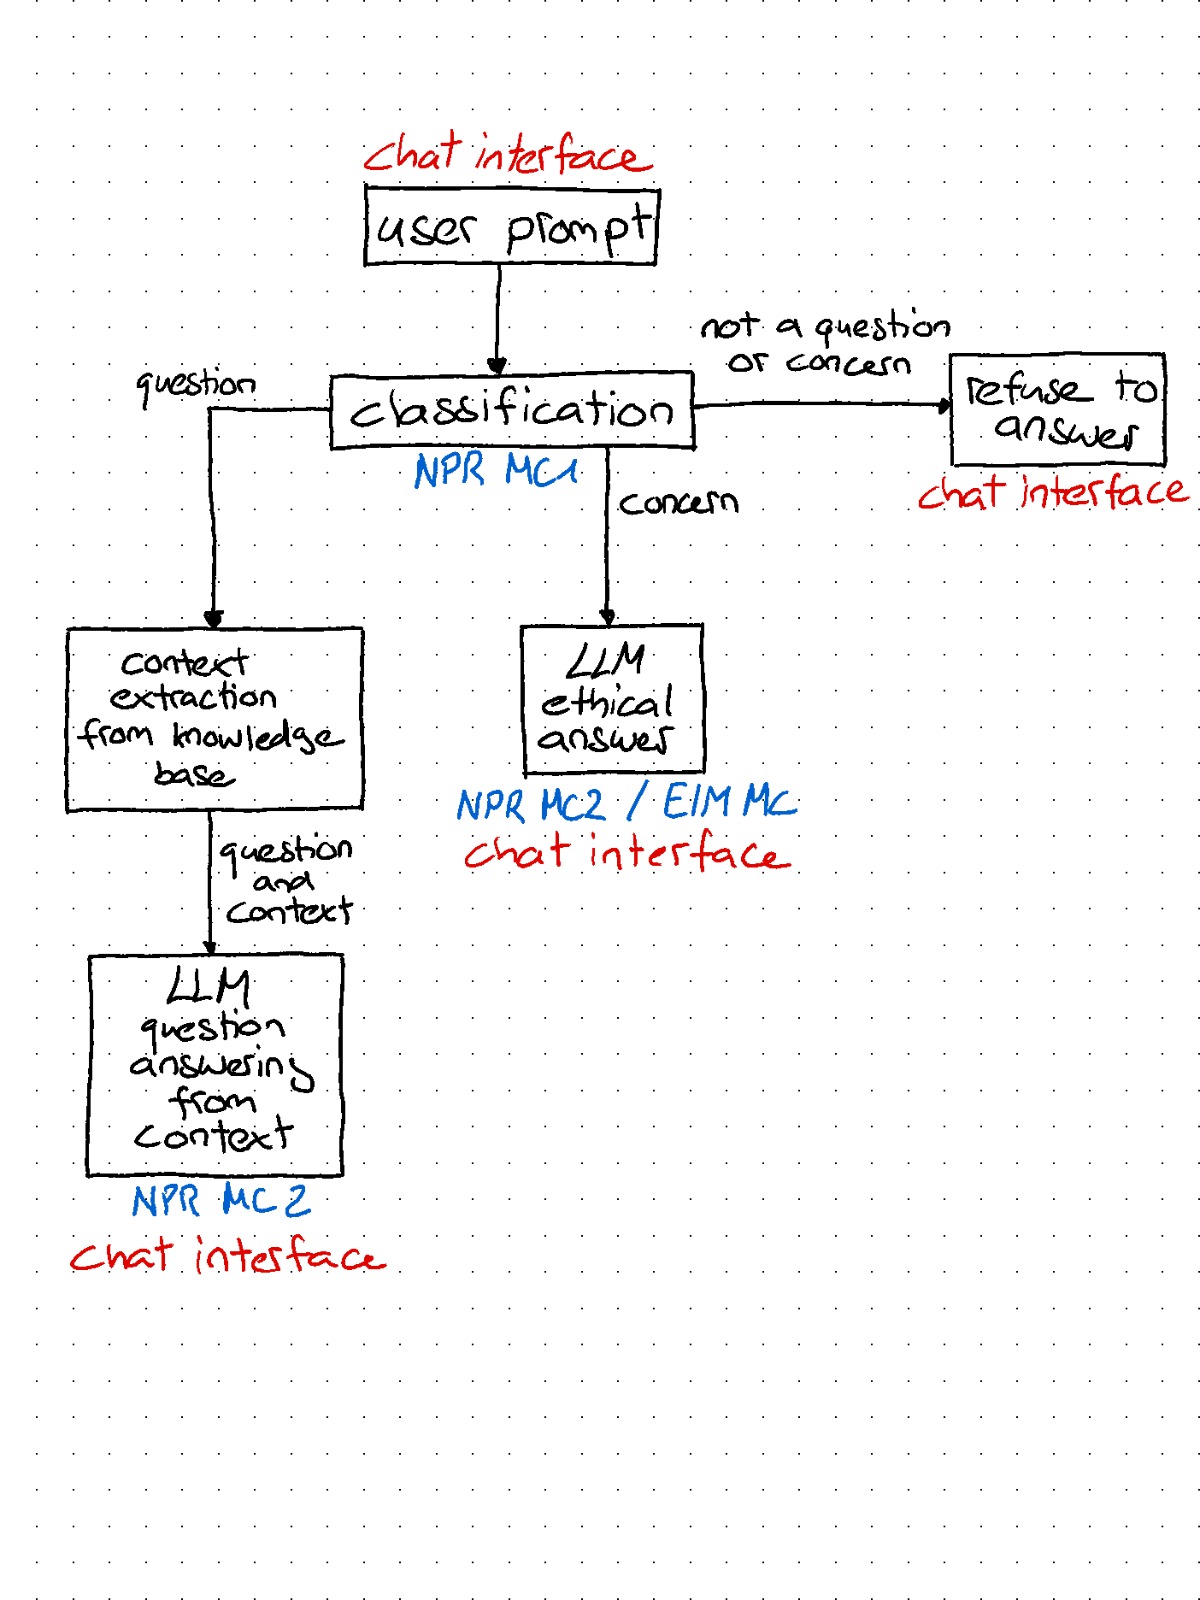 chat interface
user prompt
not a question
or concern
question
classification
refuse to
answer
NPR MC1
chat interface
concern
context
extraction
from knowledge
base
LLM
ethical
answer
NPR MC2 / EIM MC
chat interface
question
and
context
LLM
question
answering
from
context
NPR MC2
chat interface